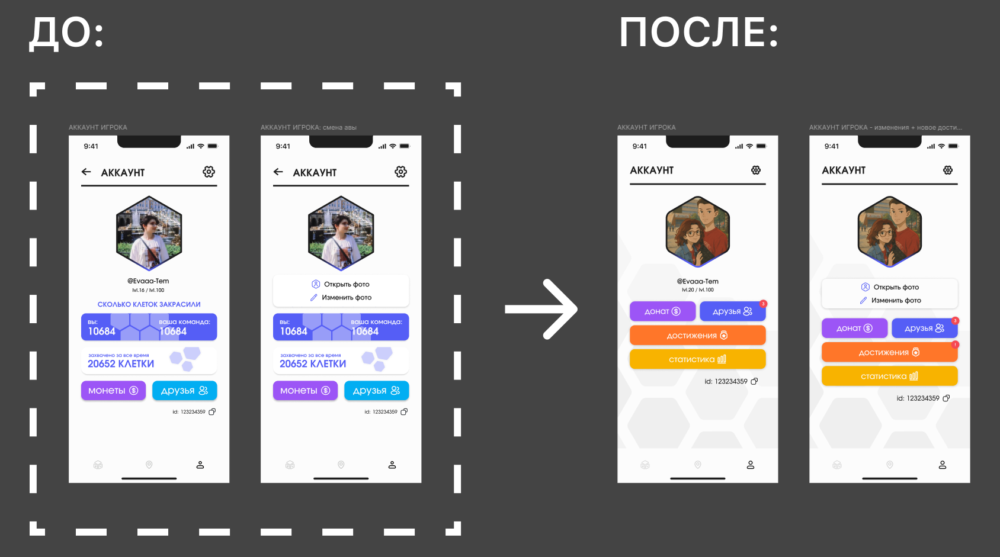 ДО:
ПОСЛЕ:
АККАУНТ ИГРОКА
9:41
АККАУНТ
@Evaaa-Tem
lvl.16 / lvl.100
СКОЛЬКО КЛЕТОК ЗАКРАСИЛИ
вы:
ваша команда:
10684
10684
захвачено за все время
20652 КЛЕТКИ
монеты
друзья
id: 123234359
АККАУНТ ИГРОКА: смена авы
9:41
АККАУНТ
Открыть фото
Изменить фото
вы:
ваша команда:
10684
10684
захвачено за все время
20652 КЛЕТКИ
монеты
друзья
id: 123234359
АККАУНТ ИГРОКА
9:41
АККАУНТ
@Evaaa-Tem
lvl.20 / lvl.100
донат $
друзья
3
достижения
статистика
id: 123234359
АККАУНТ ИГРОКА - изменения + новое дости...
9:41
АККАУНТ
Открыть фото
Изменить фото
донат $
друзья
3
достижения
!
статистика
id: 123234359